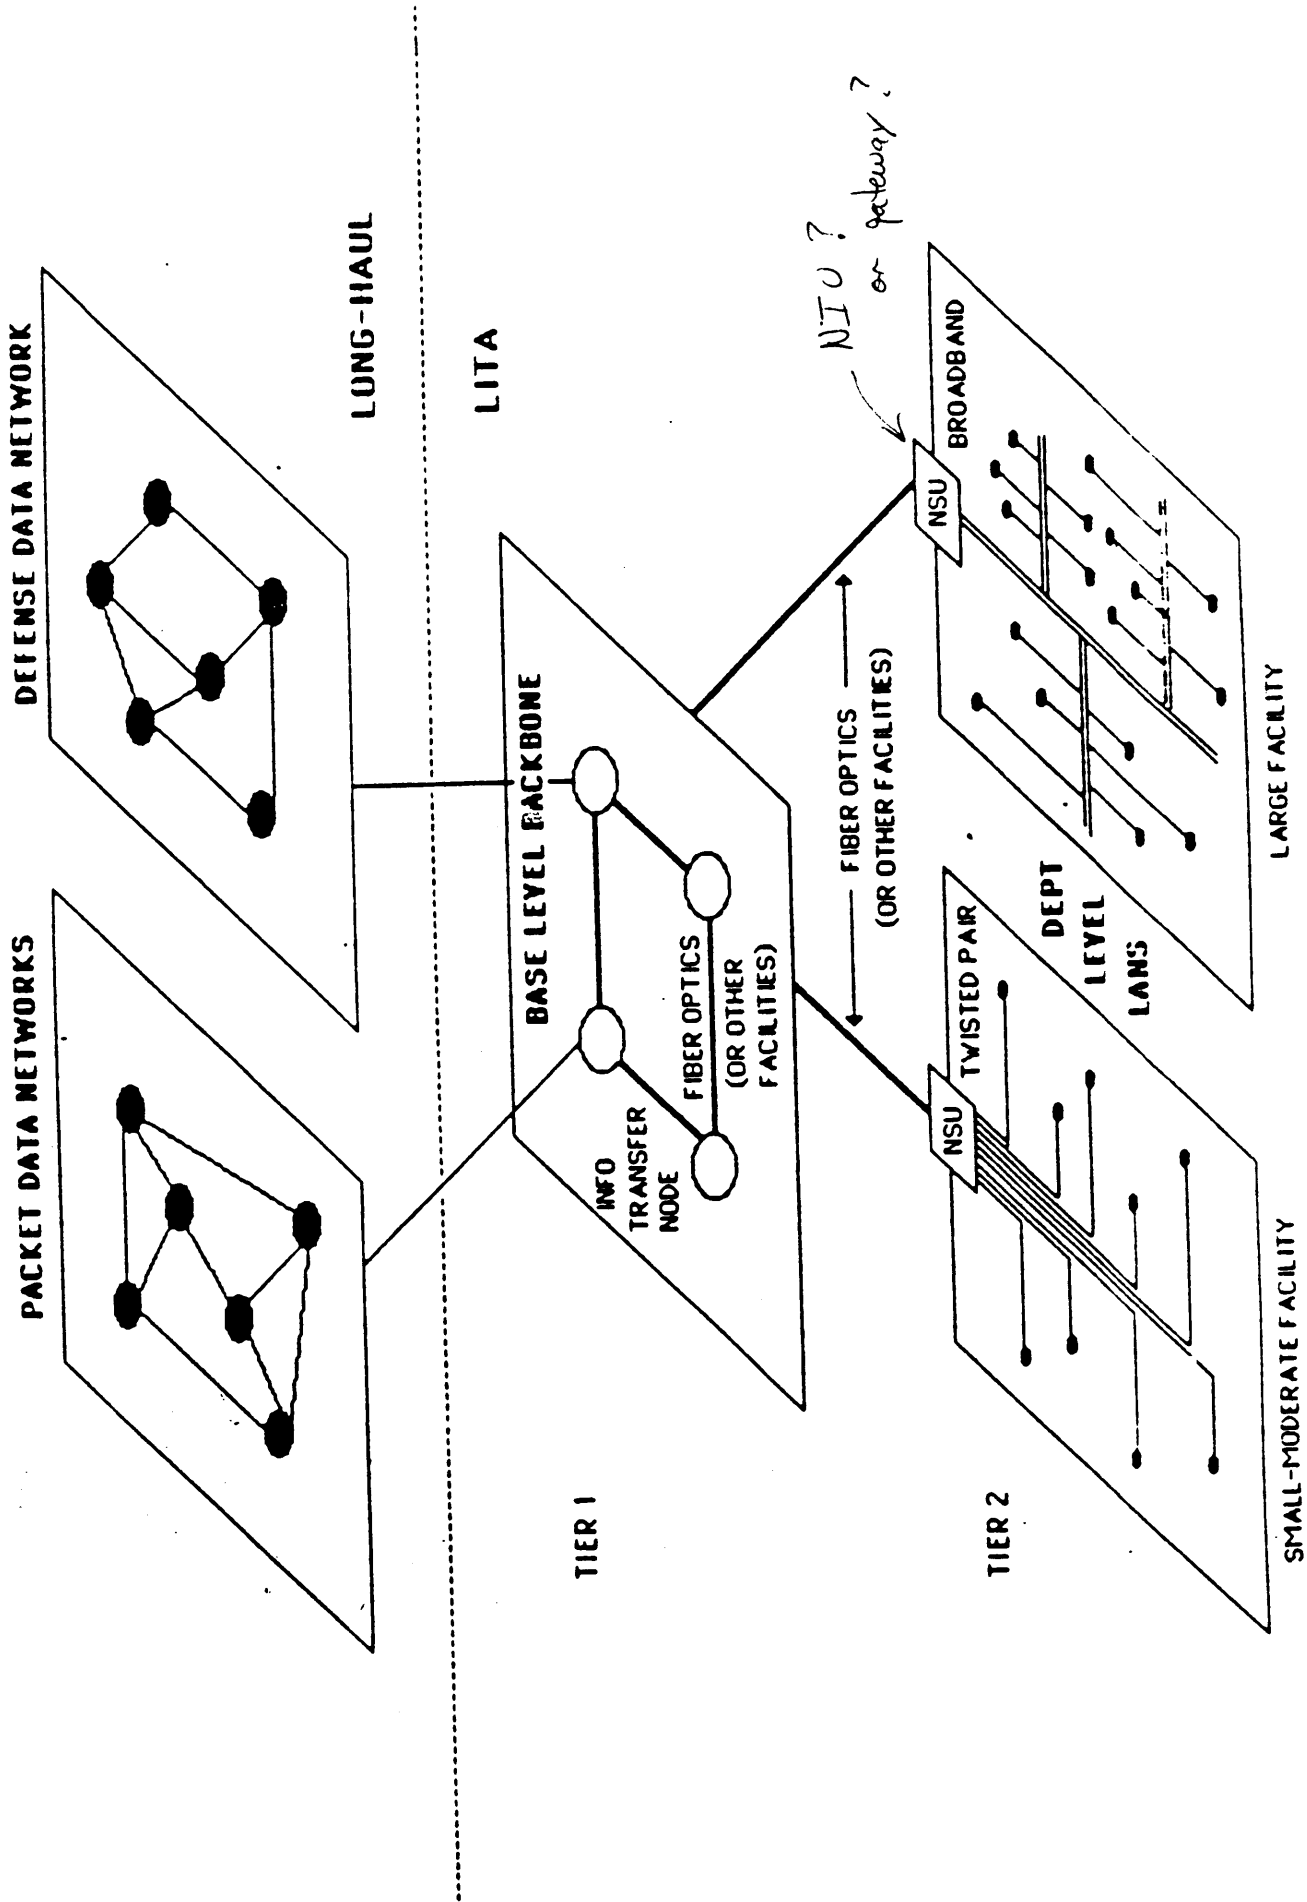 PACKET DATA NETWORKS
DEFENSE DATA NETWORK
LONG-HAUL
LITA
TIER 1
BASE LEVEL BACKBONE
INFO
TRANSFER
NODE
FIBER OPTICS
(OR OTHER
FACILITIES)
FIBER OPTICS
(OR OTHER FACILITIES)
NIU?
or gateway?
TIER 2
NSU
TWISTED PAIR
DEPT
LEVEL
LANS
NSU
BROADBAND
SMALL-MODERATE FACILITY
LARGE FACILITY